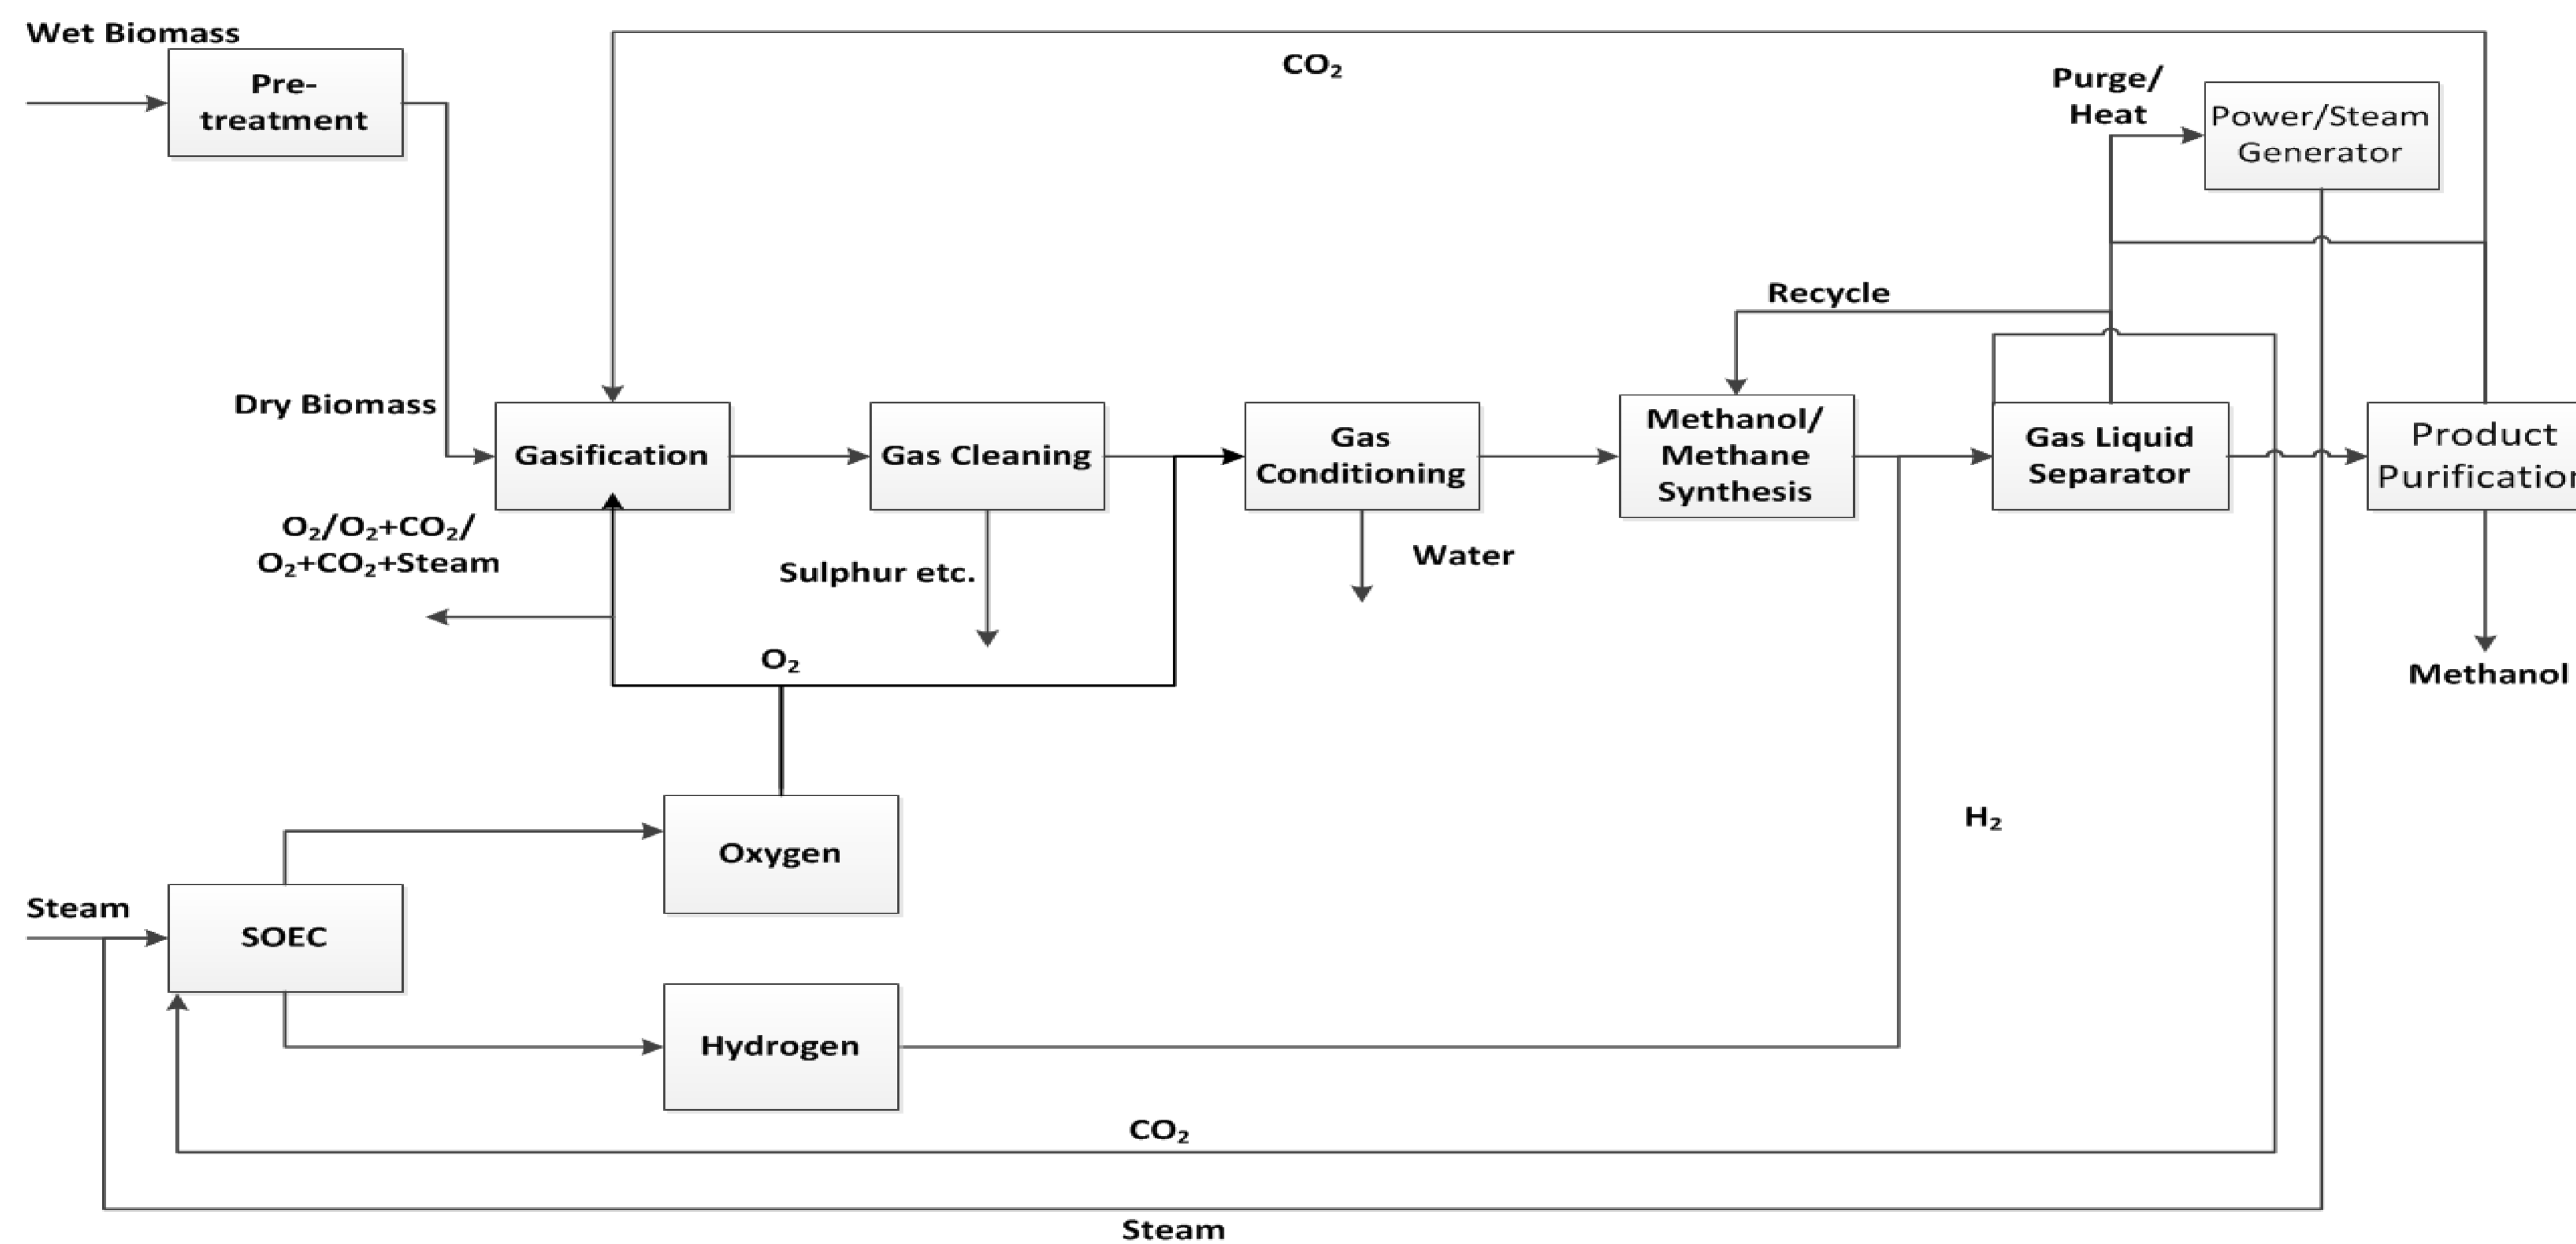 Wet Biomass
Pre-
treatment
CO₂
Purge/
Heat
Power/Steam
Generator
Recycle
Dry Biomass
Gasification
Gas Cleaning
Gas
Conditioning
Methanol/
Methane
Synthesis
Gas Liquid
Separator
Product
Purification
O₂/O₂+CO₂/
O₂+CO₂+Steam
Sulphur etc.
Water
O₂
Methanol
H₂
Oxygen
Steam
SOEC
Hydrogen
CO₂
Steam